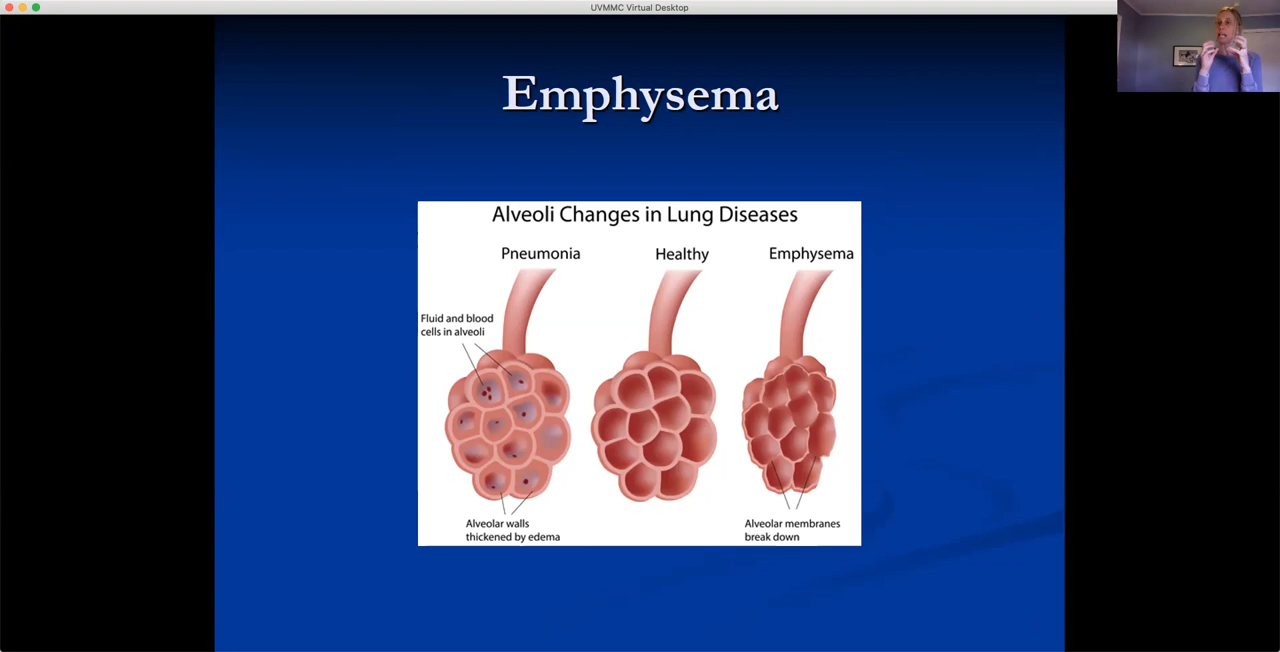 UVMMC Virtual Desktop
Emphysema
Alveoli Changes in Lung Diseases
Pneumonia
Healthy
Emphysema
Fluid and blood
cells in alveoli
Alveolar walls
thickened by edema
Alveolar membranes
break down